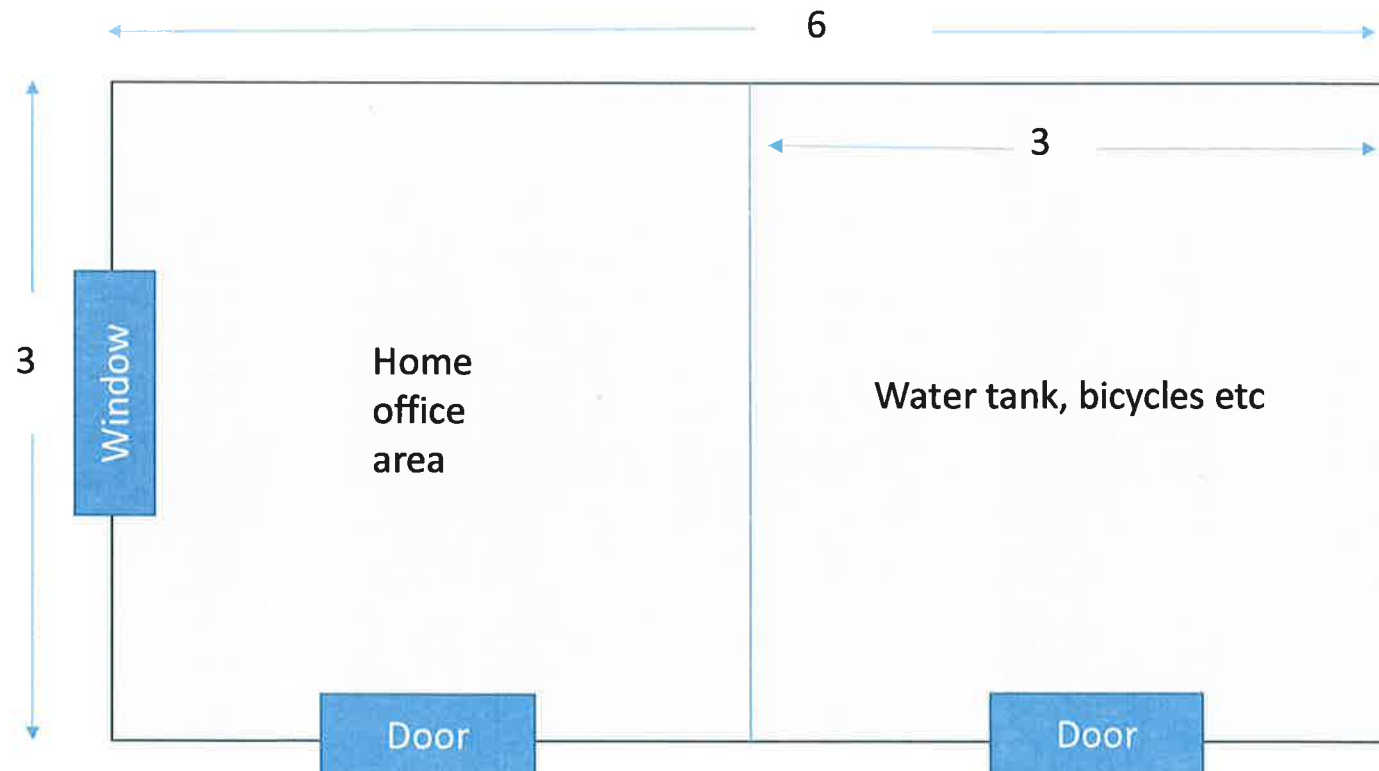 6
3
3
Window
Home
office
area
Water tank, bicycles etc
Door
Door